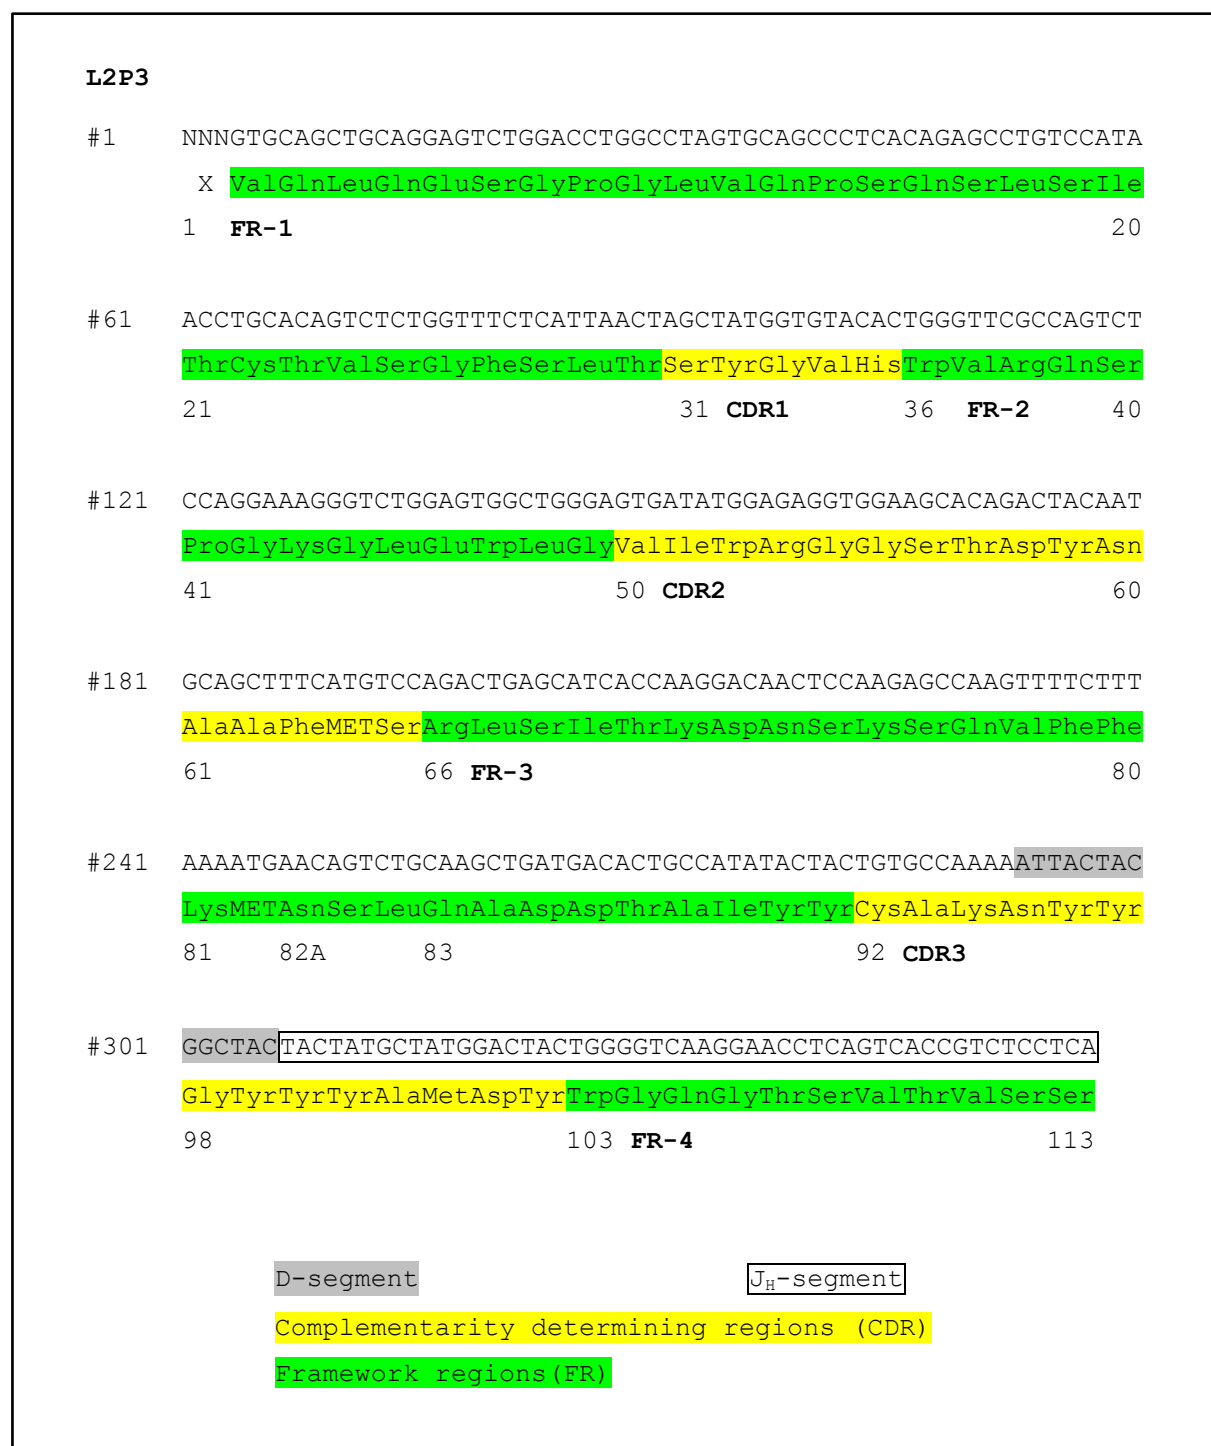 L2P3
#1 NNNGTGCAGCTGCAGGAGTCTGGACCTGGCCTAGTGCAGCCCTCACAGAGCCTGTCCATA
X ValGlnLeuGlnGluSerGlyProGlyLeuValGlnProSerGlnSerLeuSerIle
1 FR-1 20
#61 ACCTGCACAGTCTCTGGTTTCTCATTAACTAGCTATGGTGTACACTGGGTTCGCCAGTCT
ThrCysThrValSerGlyPheSerLeuThrSerTyrGlyValHisTrpValArgGlnSer
21 31 CDR1 36 FR-2 40
#121 CCAGGAAAGGGTCTGGAGTGGCTGGGAGTGATATGGAGAGGTGGAAGCACAGACTACAAT
ProGlyLysGlyLeuGluTrpLeuGlyValIleTrpArgGlyGlySerThrAspTyrAsn
41 50 CDR2 60
#181 GCAGCTTTCATGTCCAGACTGAGCATCACCAAGGACAACTCCAAGAGCCAAGTTTTCTTT
AlaAlaPheMETSerArgLeuSerIleThrLysAspAsnSerLysSerGlnValPhePhe
61 66 FR-3 80
#241 AAAATGAACAGTCTGCAAGCTGATGACACTGCCATATACTACTGTGCCAAAAATTACTAC
LysMETAsnSerLeuGlnAlaAspAspThrAlaIleTyrTyrCysAlaLysAsnTyrTyr
81 82A 83 92 CDR3
#301 GGCTACTACTATGCTATGGACTACTGGGGTCAAGGAACCTCAGTCACCGTCTCCTCA
GlyTyrTyrTyrAlaMetAspTyrTrpGlyGlnGlyThrSerValThrValSerSer
98 103 FR-4 113
D-segment JH-segment
Complementarity determining regions (CDR)
Framework regions(FR)